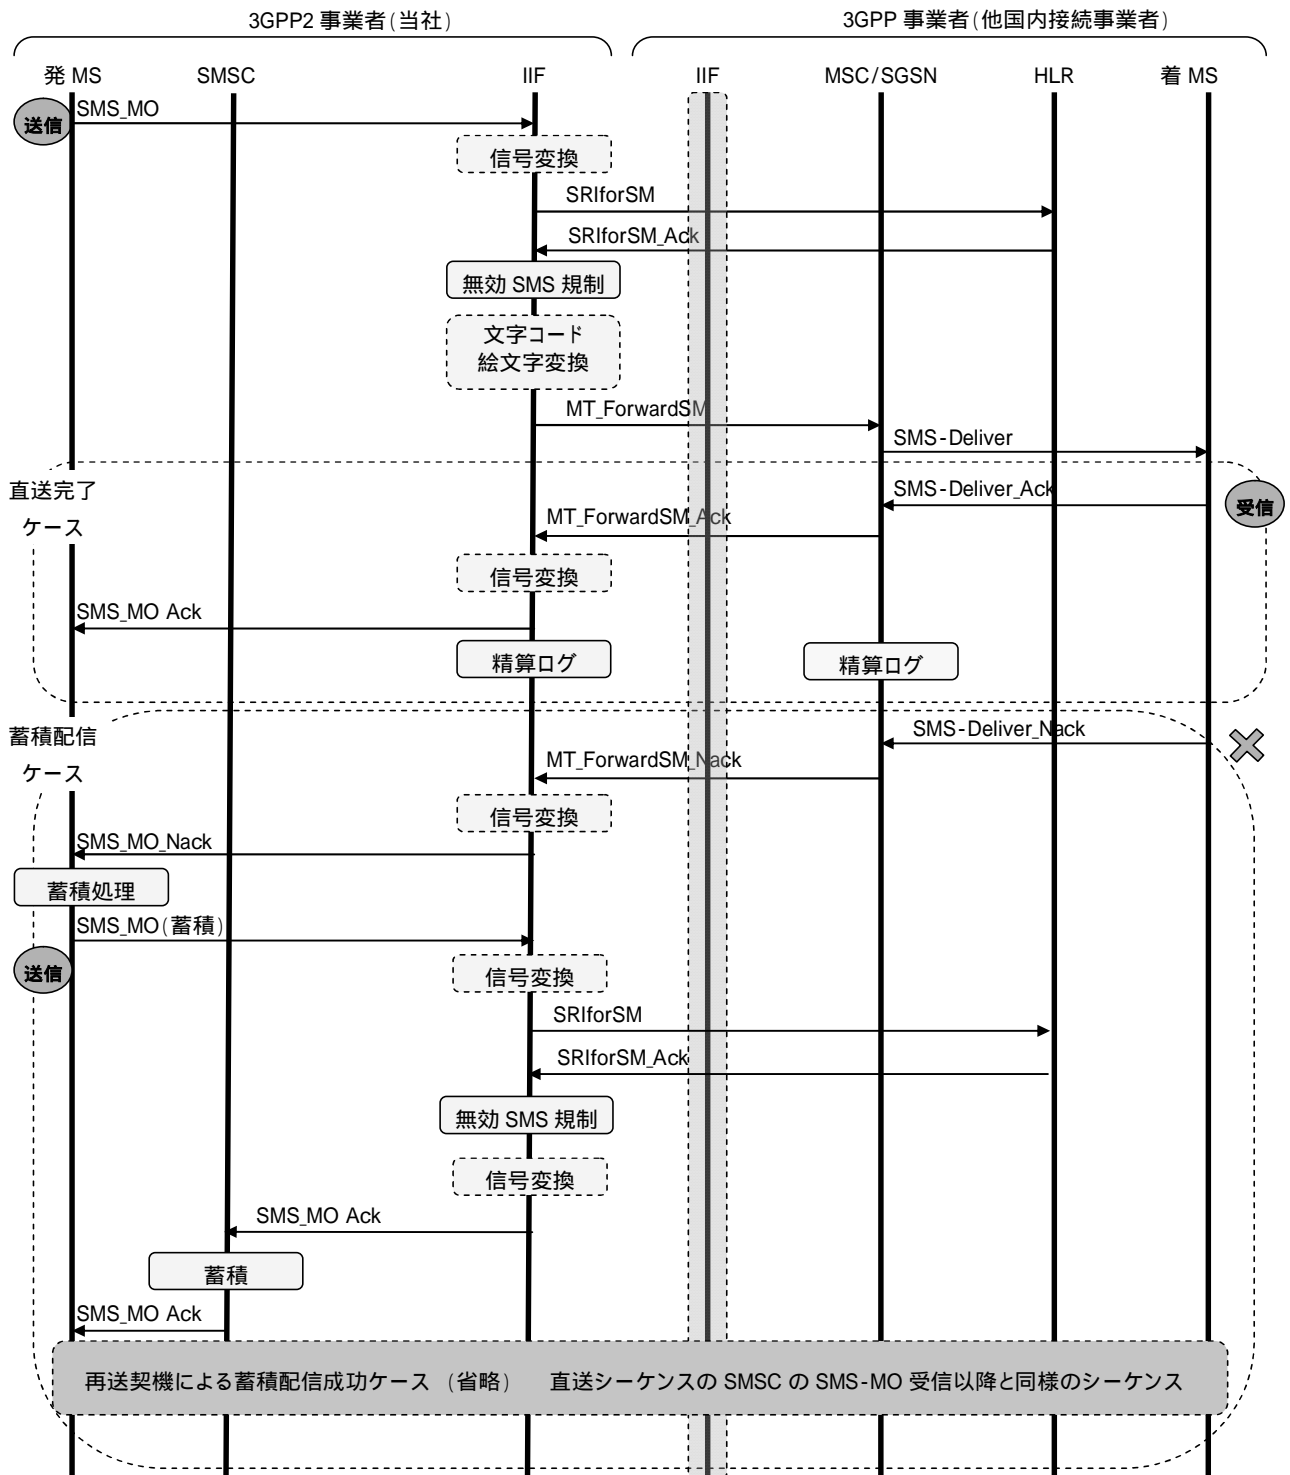 3GPP2 事業者(当社)
3GPP 事業者(他国内接続事業者)
発 MS
SMSC
IIF
IIF
MSC/SGSN
HLR
着 MS
送信
SMS_MO
信号変換
SRIforSM
SRIforSM_Ack
無効 SMS 規制
文字コード
絵文字変換
MT_ForwardSM
SMS-Deliver
直送完了
ケース
SMS-Deliver_Ack
受信
MT_ForwardSM_Ack
信号変換
SMS_MO Ack
精算ログ
精算ログ
蓄積配信
ケース
SMS-Deliver_Nack
MT_ForwardSM_Nack
信号変換
SMS_MO_Nack
蓄積処理
SMS_MO(蓄積)
送信
信号変換
SRIforSM
SRIforSM_Ack
無効 SMS 規制
信号変換
SMS_MO Ack
蓄積
SMS_MO Ack
再送契機による蓄積配信成功ケース (省略) 直送シーケンスの SMSC の SMS-MO 受信以降と同様のシーケンス